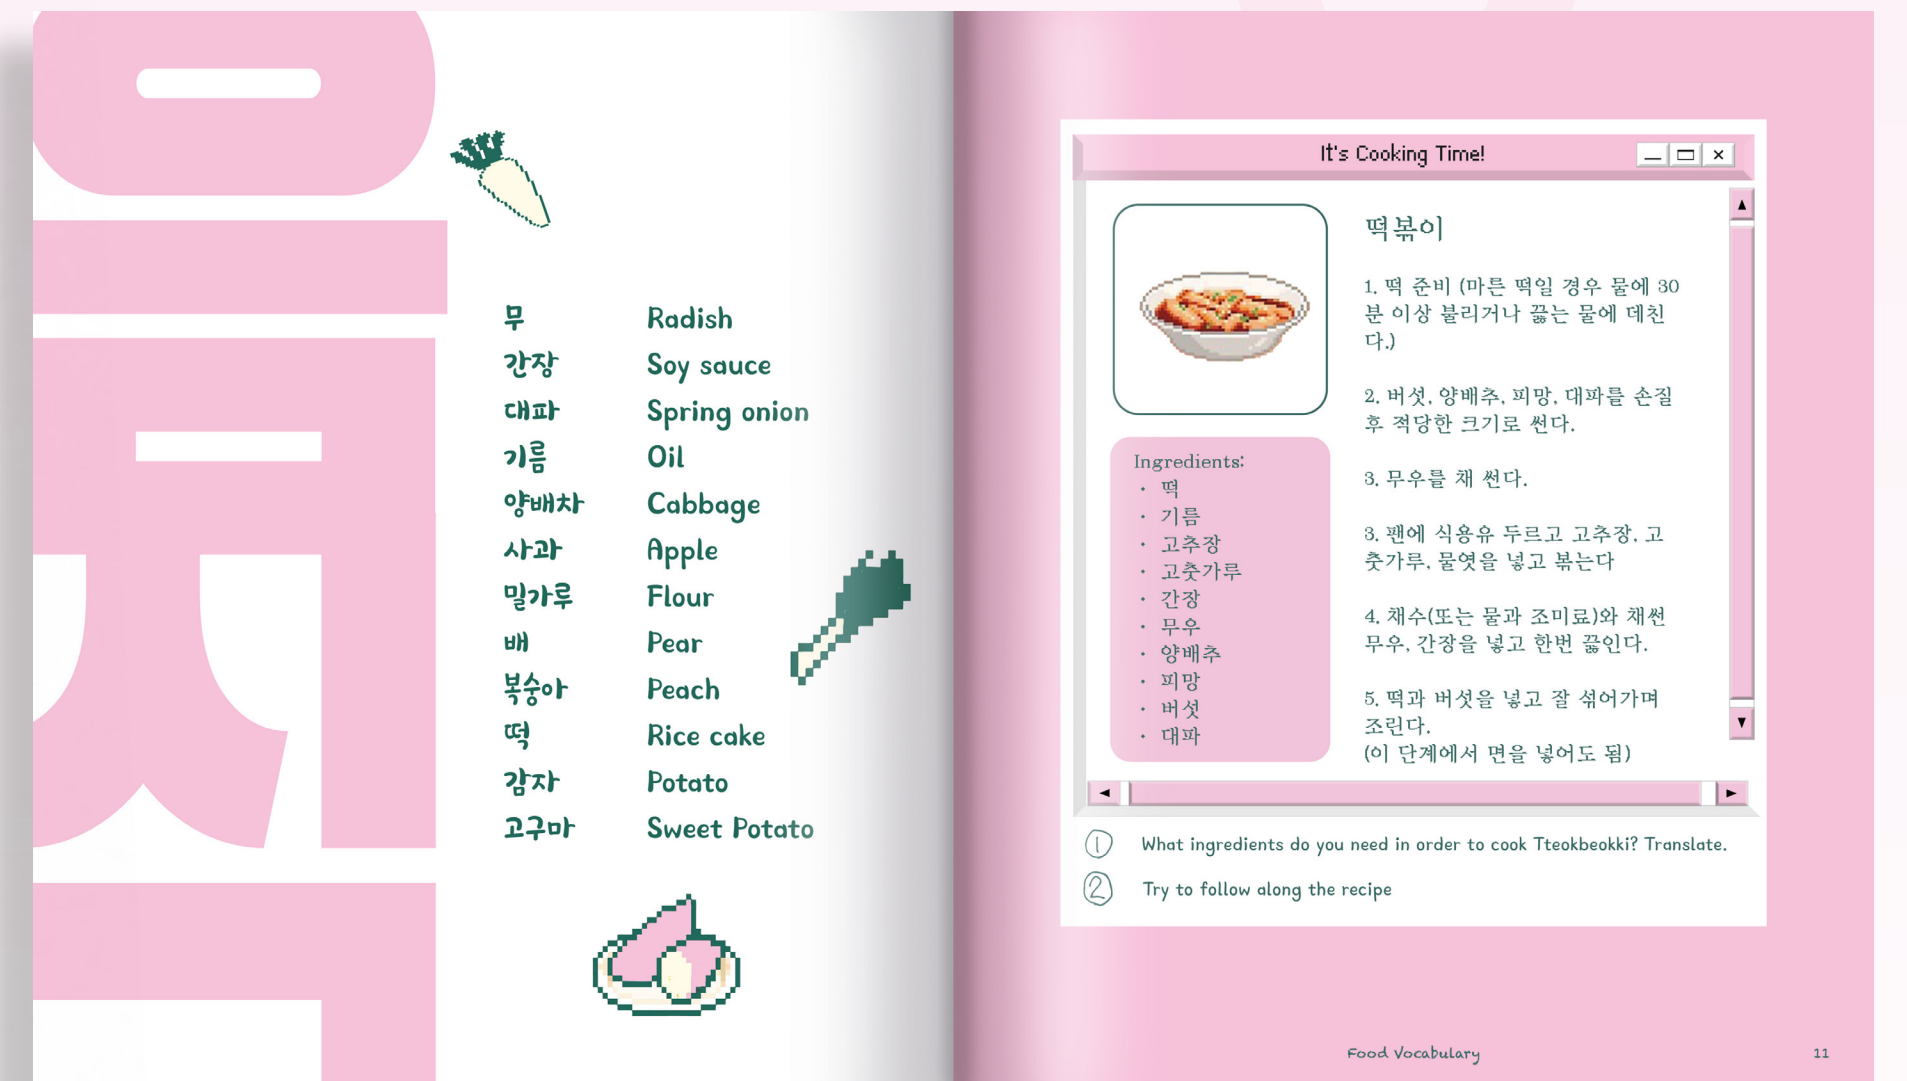 무 Radish
간장 Soy sauce
대파 Spring onion
기름 Oil
양배차 Cabbage
사과 Apple
밀가루 Flour
배 Pear
복숭아 Peach
떡 Rice cake
감자 Potato
고구마 Sweet Potato
It's Cooking Time!
Ingredients:
· 떡
· 기름
· 고추장
· 고춧가루
· 간장
· 무우
· 양배추
· 피망
· 버섯
· 대파
떡볶이
1. 떡 준비 (마른 떡일 경우 물에 30
분 이상 불리거나 끓는 물에 데친
다.)
2. 버섯, 양배추, 피망, 대파를 손질
후 적당한 크기로 썬다.
3. 무우를 채 썬다.
3. 팬에 식용유 두르고 고추장, 고
춧가루, 물엿을 넣고 볶는다
4. 채수(또는 물과 조미료)와 채썬
무우, 간장을 넣고 한번 끓인다.
5. 떡과 버섯을 넣고 잘 섞어가며
조린다.
(이 단계에서 면을 넣어도 됨)
1 What ingredients do you need in order to cook Tteokbeokki? Translate.
2 Try to follow along the recipe
Food Vocabulary 11